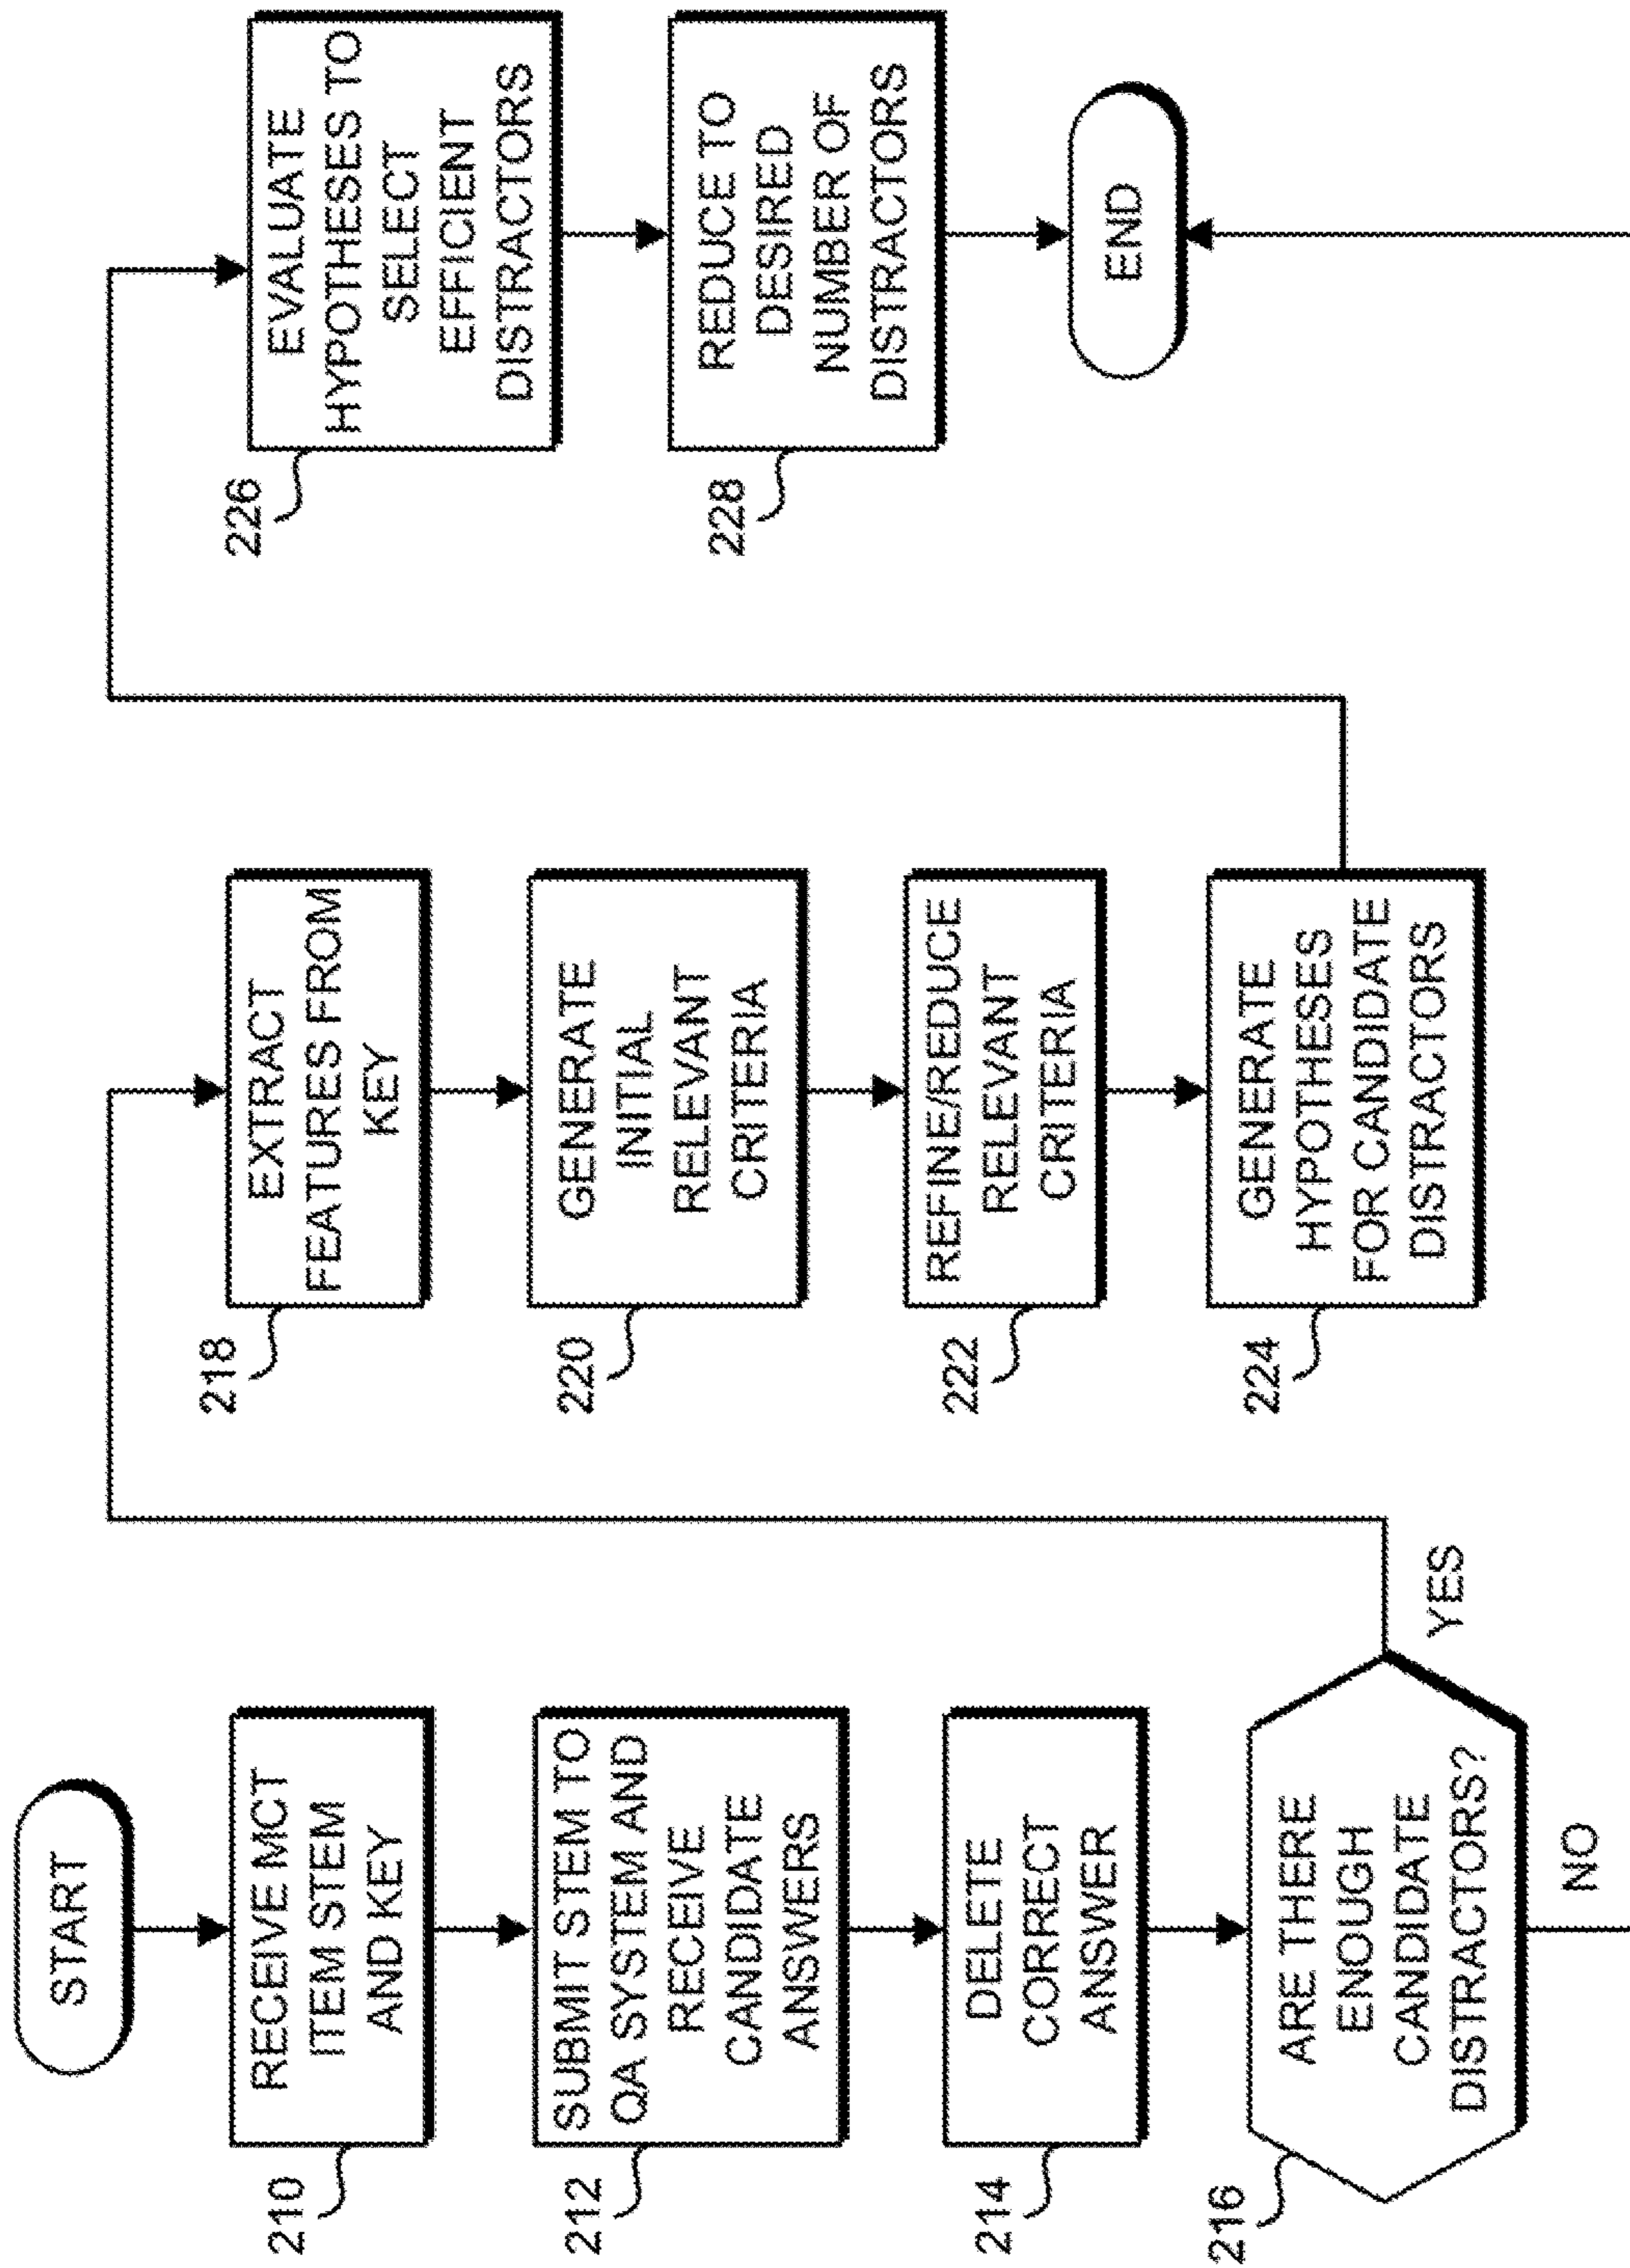 START
210
RECEIVE MCT
ITEM STEM
AND KEY
212
SUBMIT STEM TO
QA SYSTEM AND
RECEIVE
CANDIDATE
ANSWERS
214
DELETE
CORRECT
ANSWER
216
ARE THERE
ENOUGH
CANDIDATE
DISTRACTORS?
YES
NO
218
EXTRACT
FEATURES FROM
KEY
220
GENERATE
INITIAL
RELEVANT
CRITERIA
222
REFINE/REDUCE
RELEVANT
CRITERIA
224
GENERATE
HYPOTHESES
FOR CANDIDATE
DISTRACTORS
226
EVALUATE
HYPOTHESES TO
SELECT
EFFICIENT
DISTRACTORS
228
REDUCE TO
DESIRED
NUMBER OF
DISTRACTORS
END